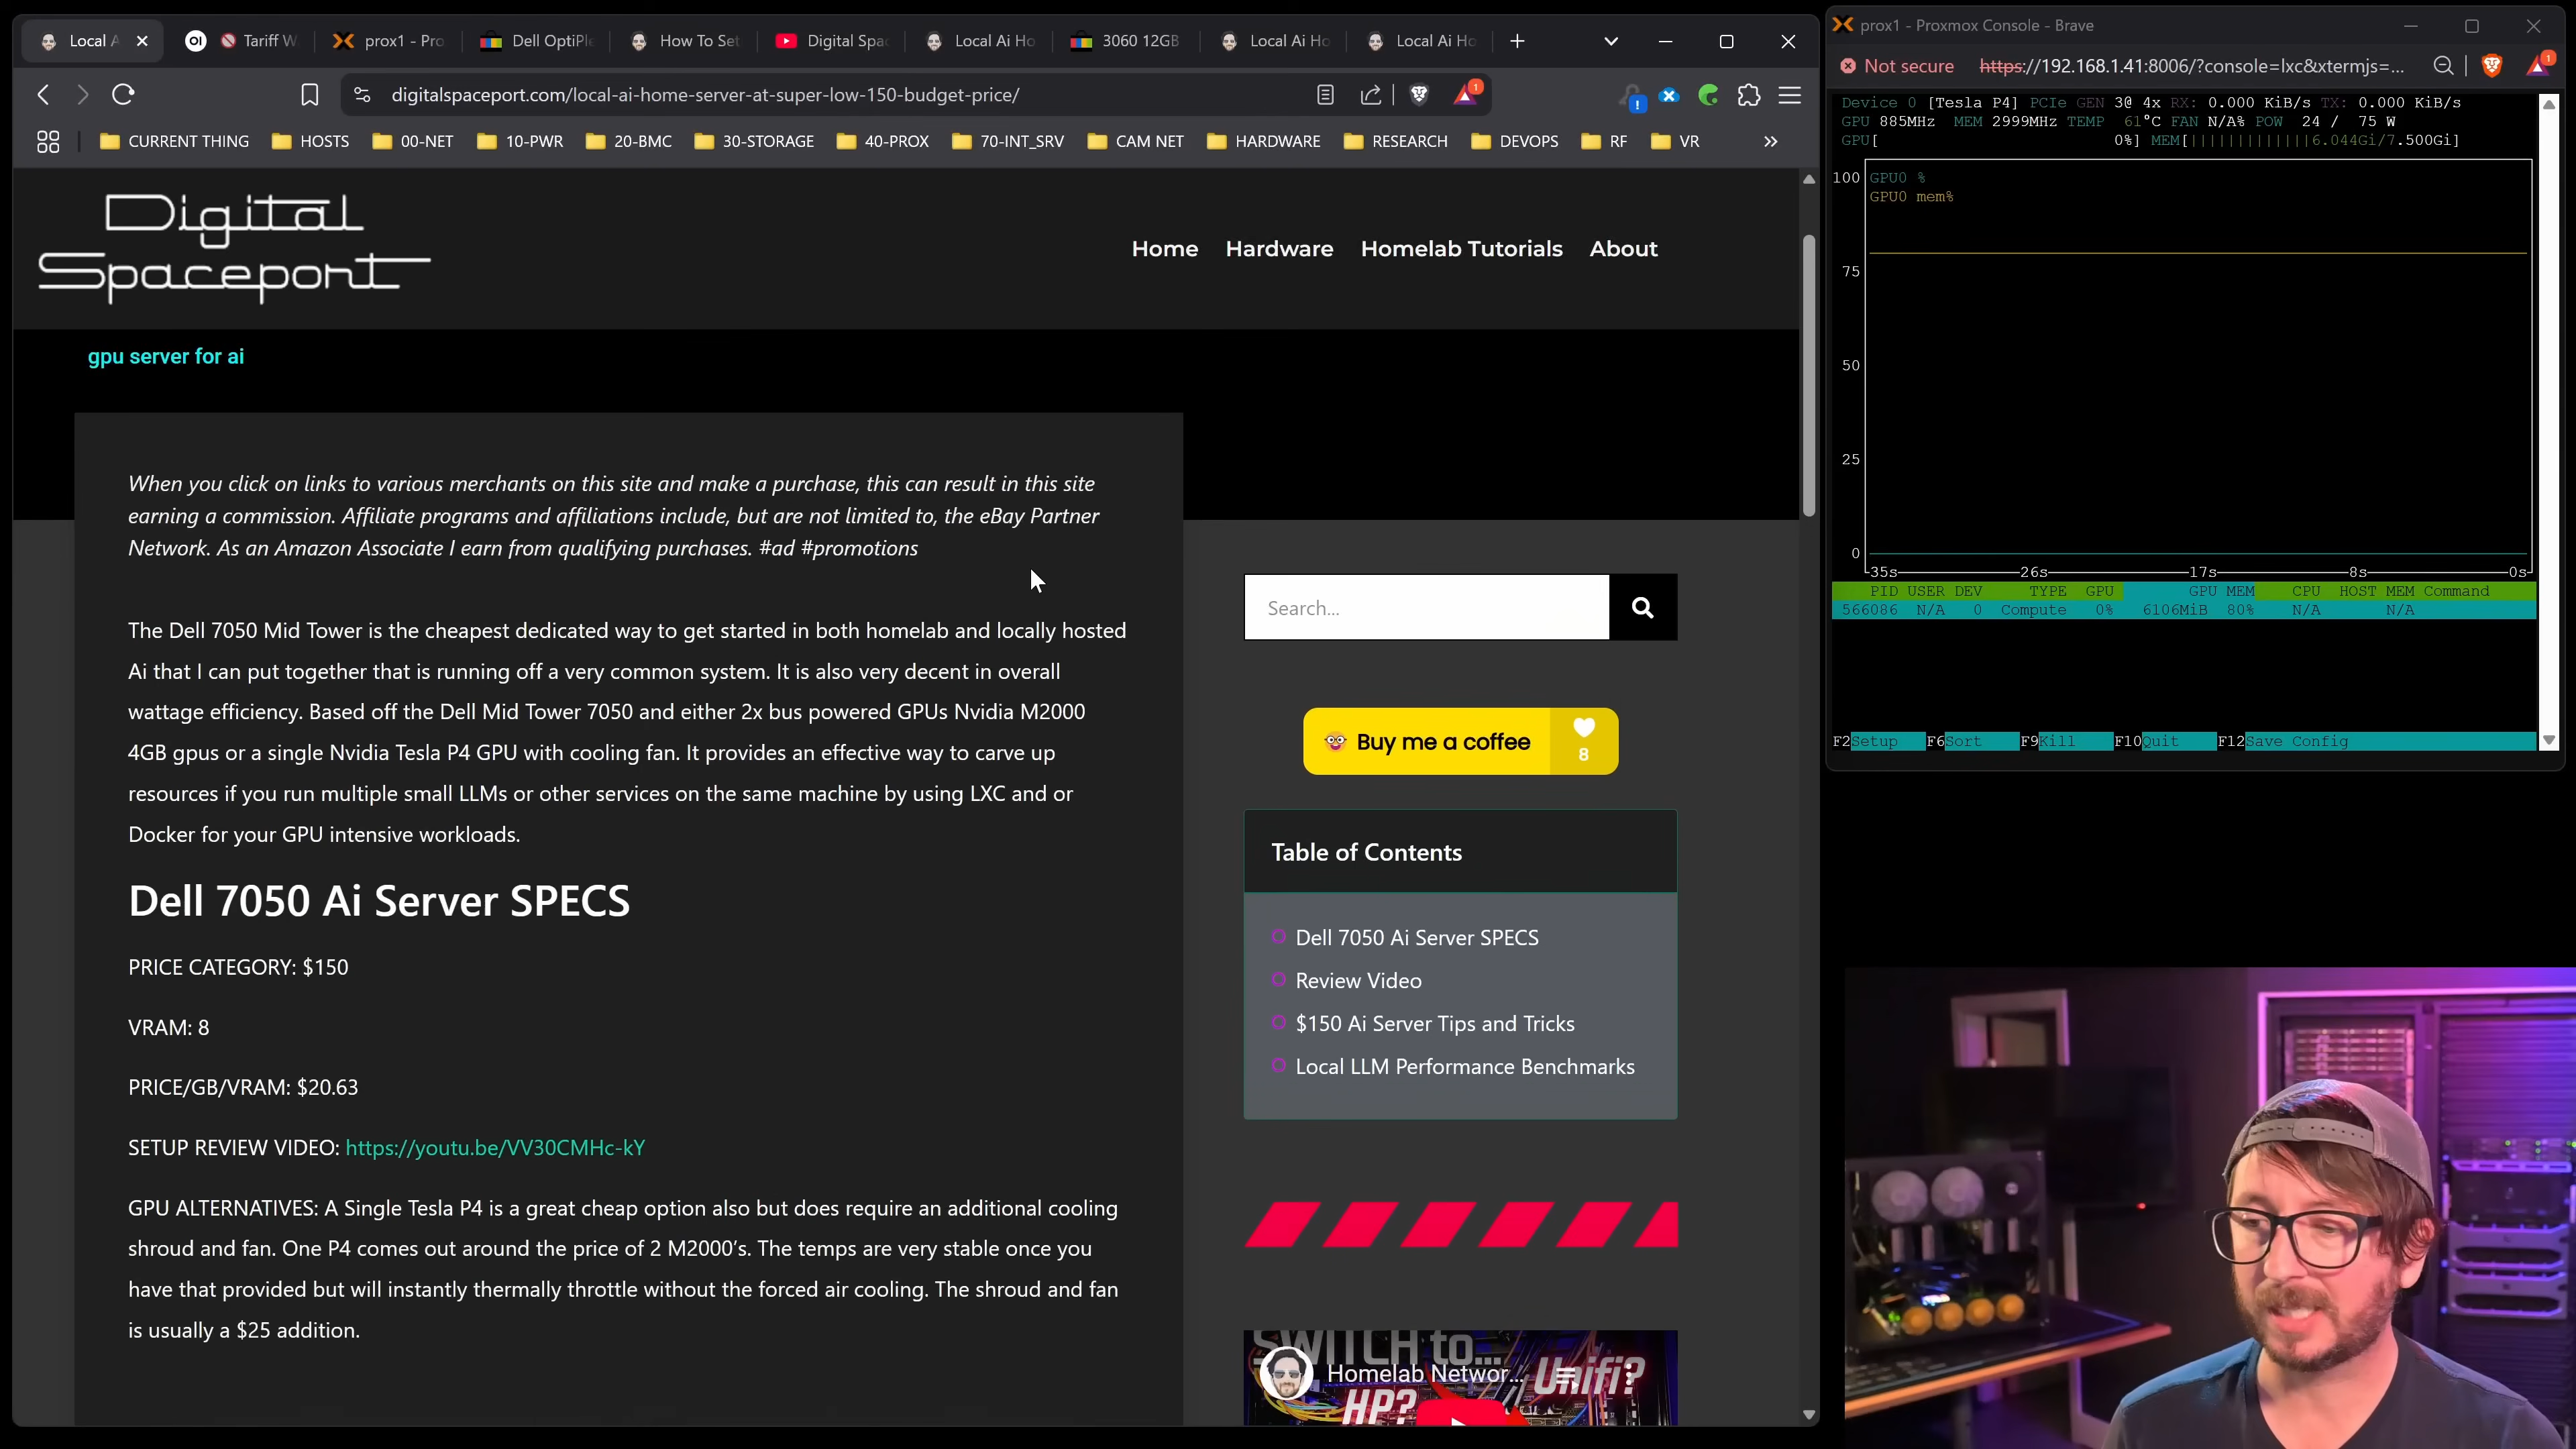 Local A
OI
Tariff W
prox1 - Pro
Dell OptiPle
How To Set
Digital Spac
Local Ai Ho
3060 12GB
Local Ai Ho
Local Ai Ho
digitalspaceport.com/local-ai-home-server-at-super-low-150-budget-price/
1
CURRENT THING
HOSTS
00-NET
10-PWR
20-BMC
30-STORAGE
40-PROX
70-INT_SRV
CAM NET
HARDWARE
RESEARCH
DEVOPS
RF
VR
Digital
Spaceport
Home Hardware Homelab Tutorials About
gpu server for ai
When you click on links to various merchants on this site and make a purchase, this can result in this site
earning a commission. Affiliate programs and affiliations include, but are not limited to, the eBay Partner
Network. As an Amazon Associate I earn from qualifying purchases. #ad #promotions
The Dell 7050 Mid Tower is the cheapest dedicated way to get started in both homelab and locally hosted
Ai that I can put together that is running off a very common system. It is also very decent in overall
wattage efficiency. Based off the Dell Mid Tower 7050 and either 2x bus powered GPUs Nvidia M2000
4GB gpus or a single Nvidia Tesla P4 GPU with cooling fan. It provides an effective way to carve up
resources if you run multiple small LLMs or other services on the same machine by using LXC and or
Docker for your GPU intensive workloads.
Dell 7050 Ai Server SPECS
PRICE CATEGORY: $150
VRAM: 8
PRICE/GB/VRAM: $20.63
SETUP REVIEW VIDEO: https://youtu.be/VV30CMHc-kY
GPU ALTERNATIVES: A Single Tesla P4 is a great cheap option also but does require an additional cooling
shroud and fan. One P4 comes out around the price of 2 M2000's. The temps are very stable once you
have that provided but will instantly thermally throttle without the forced air cooling. The shroud and fan
is usually a $25 addition.
Search...
Buy me a coffee
8
Table of Contents
Dell 7050 Ai Server SPECS
Review Video
$150 Ai Server Tips and Tricks
Local LLM Performance Benchmarks
SWITCH to...
Homelab Networ...
Unifi?
HP?
prox1 - Proxmox Console - Brave
Not secure https://192.168.1.41:8006/?console=lxc&xtermjs=...
1
Device 0 [Tesla P4] PCIe GEN 3@ 4x RX: 0.000 KiB/s TX: 0.000 KiB/s
GPU 885MHz MEM 2999MHz TEMP 61°C FAN N/A% POW 24 / 75 W
GPU[ 0%] MEM[||||||||||||6.044Gi/7.500Gi]
100
GPU0 %
GPU0 mem%
75
50
25
0
35s 26s 17s 8s 0s
PID USER DEV TYPE GPU GPU MEM CPU HOST MEM Command
566086 N/A 0 Compute 0% 6106MiB 80% N/A N/A
F2Setup F6Sort F9Kill F10Quit F12Save Config